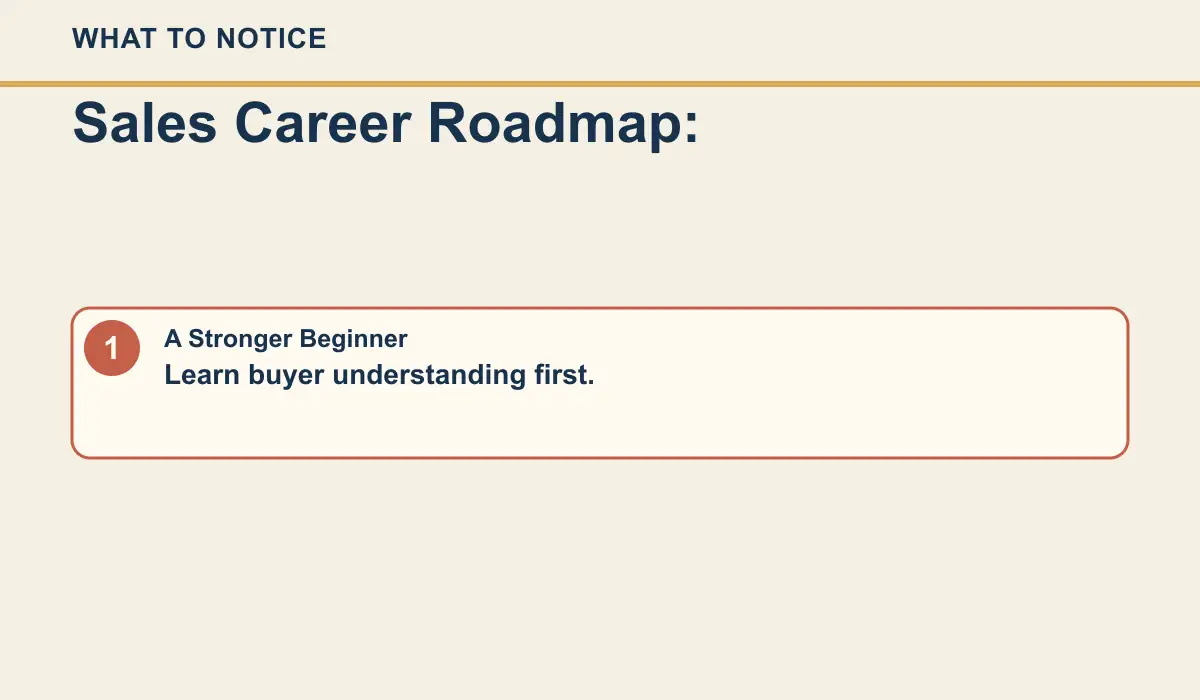 WHAT TO NOTICE
Sales Career Roadmap:
1
A Stronger Beginner
Learn buyer understanding first.